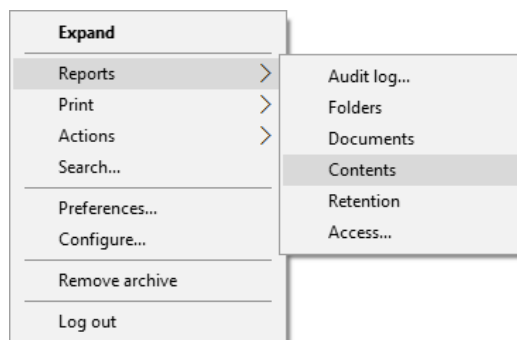 Expand
Reports
Print
Actions
Search...
Preferences...
Configure...
Remove archive
Log out
Audit log...
Folders
Documents
Contents
Retention
Access...